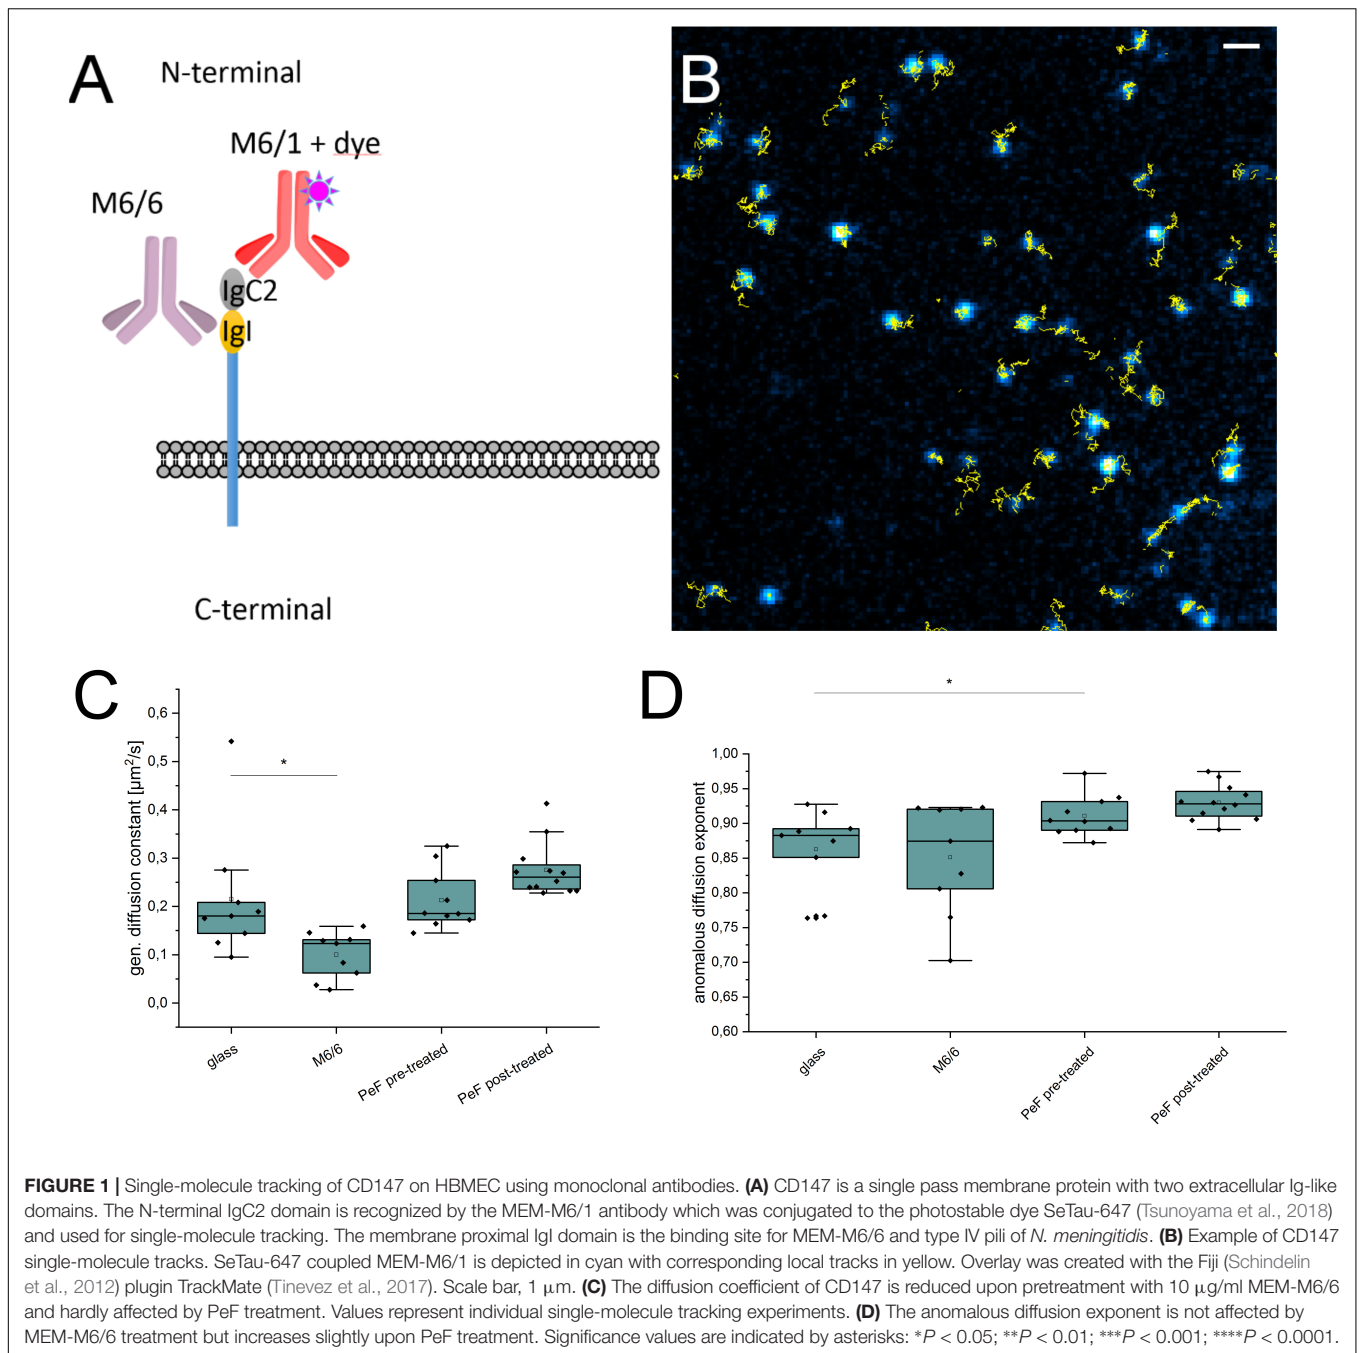 A
N-terminal
M6/1 + dye
M6/6
IgC2
IgI
C-terminal
B
C
gen. diffusion constant [µm²/s]
0,6
0,5
0,4
0,3
0,2
0,1
0,0
*
glass
M6/6
PeF pre-treated
PeF post-treated
D
anomalous diffusion exponent
1,00
0,95
0,90
0,85
0,80
0,75
0,70
0,65
0,60
*
glass
M6/6
PeF pre-treated
PeF post-treated
FIGURE 1 | Single-molecule tracking of CD147 on HBMEC using monoclonal antibodies. (A) CD147 is a single pass membrane protein with two extracellular Ig-like
domains. The N-terminal IgC2 domain is recognized by the MEM-M6/1 antibody which was conjugated to the photostable dye SeTau-647 (Tsunoyama et al., 2018)
and used for single-molecule tracking. The membrane proximal IgI domain is the binding site for MEM-M6/6 and type IV pili of N. meningitidis. (B) Example of CD147
single-molecule tracks. SeTau-647 coupled MEM-M6/1 is depicted in cyan with corresponding local tracks in yellow. Overlay was created with the Fiji (Schindelin
et al., 2012) plugin TrackMate (Tinevez et al., 2017). Scale bar, 1 µm. (C) The diffusion coefficient of CD147 is reduced upon pretreatment with 10 µg/ml MEM-M6/6
and hardly affected by PeF treatment. Values represent individual single-molecule tracking experiments. (D) The anomalous diffusion exponent is not affected by
MEM-M6/6 treatment but increases slightly upon PeF treatment. Significance values are indicated by asterisks: *P < 0.05; **P < 0.01; ***P < 0.001; ****P < 0.0001.